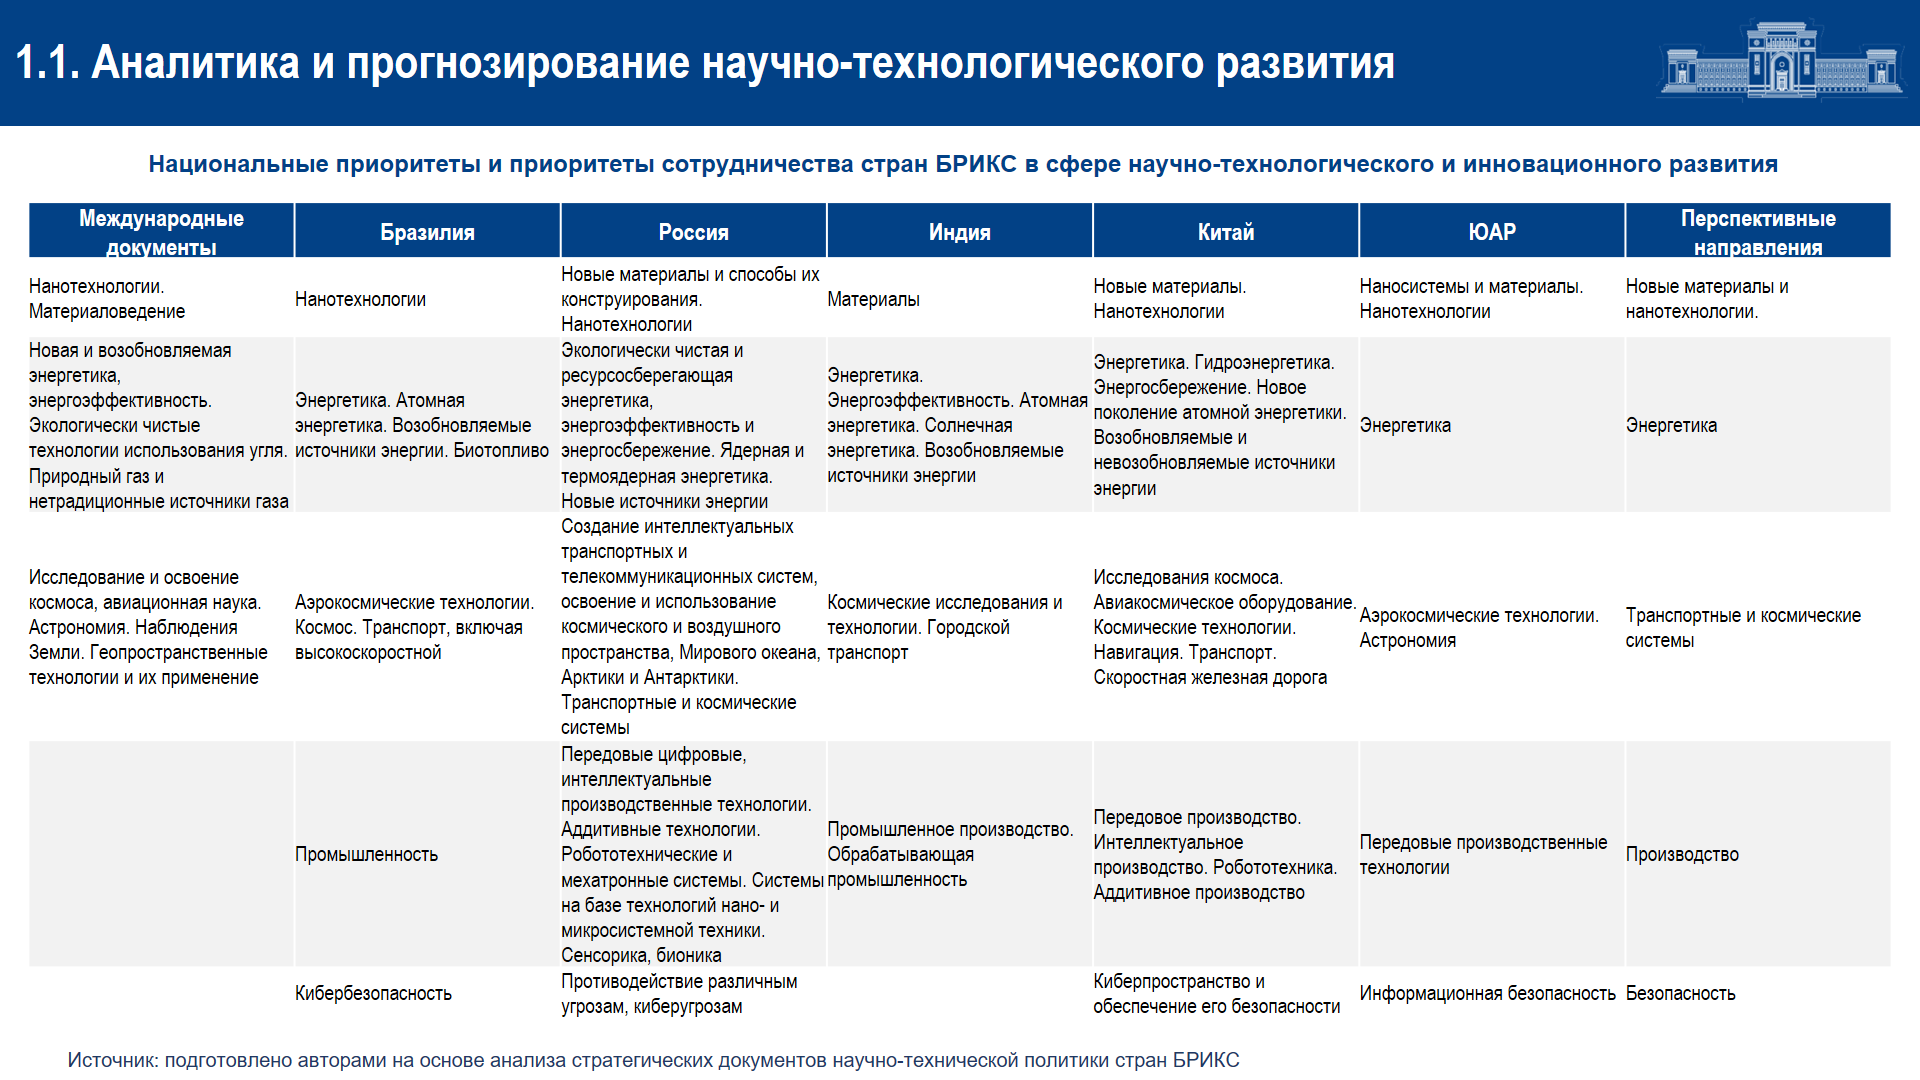 1.1. Аналитика и прогнозирование научно-технологического развития
Национальные приоритеты и приоритеты сотрудничества стран БРИКС в сфере научно-технологического и инновационного развития
Международные
документы
Бразилия
Россия
Индия
Китай
ЮАР
Перспективные
направления
Нанотехнологии.
Материаловедение
Нанотехнологии
Новые материалы и способы их
конструирования.
Нанотехнологии
Материалы
Новые материалы.
Нанотехнологии
Наносистемы и материалы.
Нанотехнологии
Новые материалы и
нанотехнологии.
Новая и возобновляемая
энергетика,
энергоэффективность.
Экологически чистые
технологии использования угля.
Природный газ и
нетрадиционные источники газа
Энергетика. Атомная
энергетика. Возобновляемые
источники энергии. Биотопливо
Экологически чистая и
ресурсосберегающая
энергетика,
энергоэффективность и
энергосбережение. Ядерная и
термоядерная энергетика.
Новые источники энергии
Энергетика.
Энергоэффективность. Атомная
энергетика. Солнечная
энергетика. Возобновляемые
источники энергии
Энергетика. Гидроэнергетика.
Энергосбережение. Новое
поколение атомной энергетики.
Возобновляемые и
невозобновляемые источники
энергии
Энергетика
Энергетика
Исследование и освоение
космоса, авиационная наука.
Астрономия. Наблюдения
Земли. Геопространственные
технологии и их применение
Аэрокосмические технологии.
Космос. Транспорт, включая
высокоскоростной
Создание интеллектуальных
транспортных и
телекоммуникационных систем,
освоение и использование
космического и воздушного
пространства, Мирового океана,
Арктики и Антарктики.
Транспортные и космические
системы
Космические исследования и
технологии. Городской
транспорт
Исследования космоса.
Авиакосмическое оборудование.
Космические технологии.
Навигация. Транспорт.
Скоростная железная дорога
Аэрокосмические технологии.
Астрономия
Транспортные и космические
системы
Промышленность
Передовые цифровые,
интеллектуальные
производственные технологии.
Аддитивные технологии.
Робототехнические и
мехатронные системы. Системы
на базе технологий нано- и
микросистемной техники.
Сенсорика, бионика
Промышленное производство.
Обрабатывающая
промышленность
Передовое производство.
Интеллектуальное
производство. Робототехника.
Аддитивное производство
Передовые производственные
технологии
Производство
Кибербезопасность
Противодействие различным
угрозам, киберугрозам
Киберпространство и
обеспечение его безопасности
Информационная безопасность
Безопасность
Источник: подготовлено авторами на основе анализа стратегических документов научно-технической политики стран БРИКС